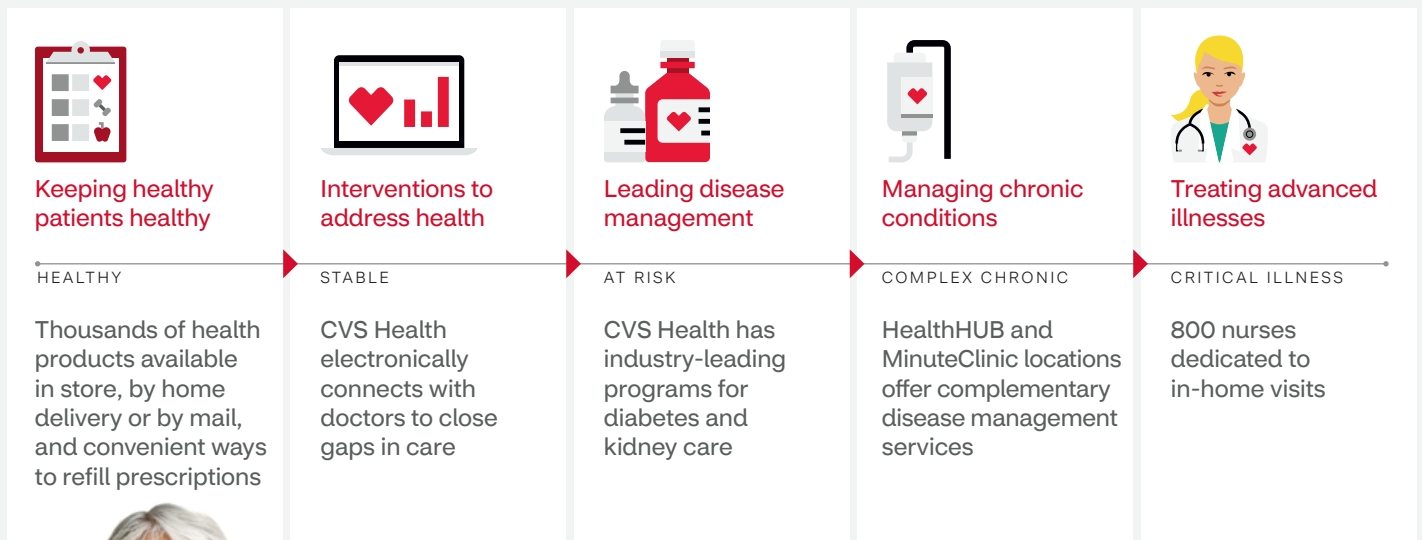 Keeping healthy
patients healthy
HEALTHY
Thousands of health
products available
in store, by home
delivery or by mail,
and convenient ways
to refill prescriptions
Interventions to
address health
STABLE
CVS Health
electronically
connects with
doctors to close
gaps in care
Leading disease
management
AT RISK
CVS Health has
industry-leading
programs for
diabetes and
kidney care
Managing chronic
conditions
COMPLEX CHRONIC
HealthHUB and
MinuteClinic locations
offer complementary
disease management
services
Treating advanced
illnesses
CRITICAL ILLNESS
800 nurses
dedicated to
in-home visits